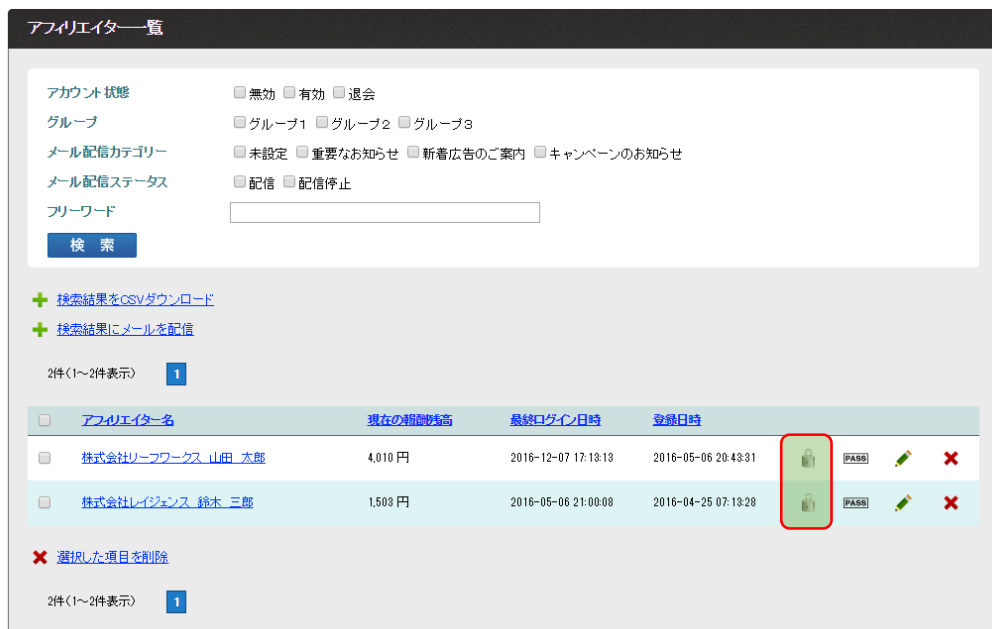 アフィリエイター一覧
アカウント状態 無効 有効 退会
グループ グループ1 グループ2 グループ3
メール配信カテゴリー 未設定 重要なお知らせ 新着広告のご案内 キャンペーンのお知らせ
メール配信ステータス 配信 配信停止
フリーワード
検 索
検索結果をCSVダウンロード
検索結果にメールを配信
2件(1～2件表示) 1
アフィリエイター名 現在の報酬残高 最終ログイン日時 登録日時
株式会社リーフワークス 山田 太郎 4,010 円 2016-12-07 17:13:13 2016-05-06 20:43:31 PASS
株式会社レイジェンス 鈴木 三郎 1,503 円 2016-05-06 21:00:08 2016-04-25 07:13:28 PASS
選択した項目を削除
2件(1～2件表示) 1